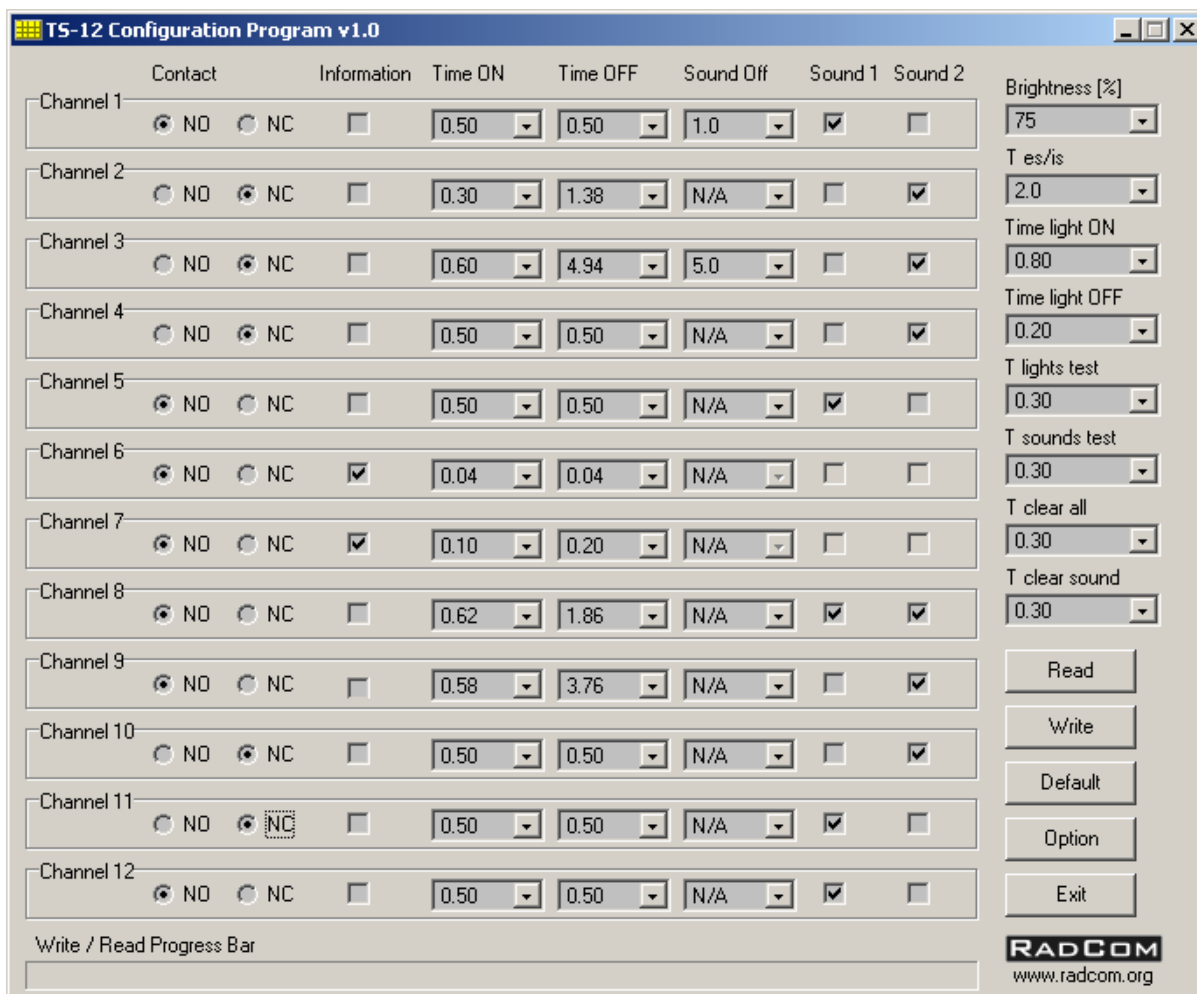 TS-12 Configuration Program v1.0
Contact Information Time ON Time OFF Sound Off Sound 1 Sound 2
Channel 1
NO NC 0.50 0.50 1.0
Channel 2
NO NC 0.30 1.38 N/A
Channel 3
NO NC 0.60 4.94 5.0
Channel 4
NO NC 0.50 0.50 N/A
Channel 5
NO NC 0.50 0.50 N/A
Channel 6
NO NC 0.04 0.04 N/A
Channel 7
NO NC 0.10 0.20 N/A
Channel 8
NO NC 0.62 1.86 N/A
Channel 9
NO NC 0.58 3.76 N/A
Channel 10
NO NC 0.50 0.50 N/A
Channel 11
NO NC 0.50 0.50 N/A
Channel 12
NO NC 0.50 0.50 N/A
Write / Read Progress Bar
Brightness [%]
75
T es/is
2.0
Time light ON
0.80
Time light OFF
0.20
T lights test
0.30
T sounds test
0.30
T clear all
0.30
T clear sound
0.30
Read
Write
Default
Option
Exit
RADCOM
www.radcom.org